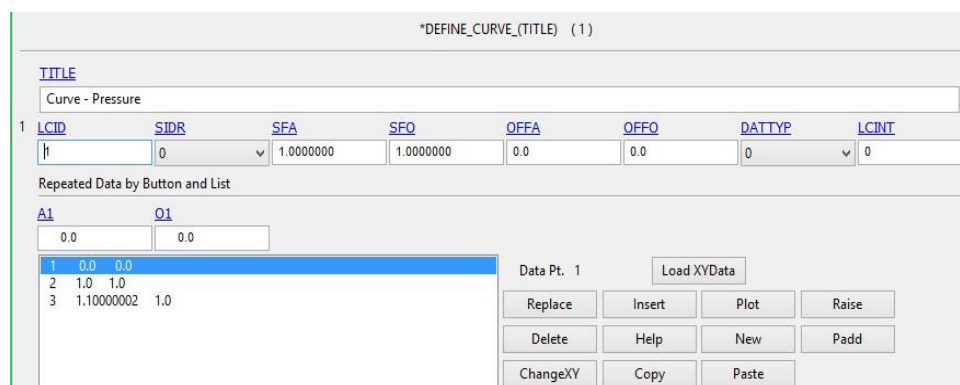 *DEFINE_CURVE_(TITLE) (1)
TITLE
Curve - Pressure
1 LCID SIDR SFA SFO OFFA OFFO DATTYP LCINT
1 0 1.0000000 1.0000000 0.0 0.0 0 0
Repeated Data by Button and List
A1 O1
0.0 0.0
1 0.0 0.0
2 1.0 1.0
3 1.10000002 1.0
Data Pt. 1 Load XYData
Replace Insert Plot Raise
Delete Help New Padd
ChangeXY Copy Paste